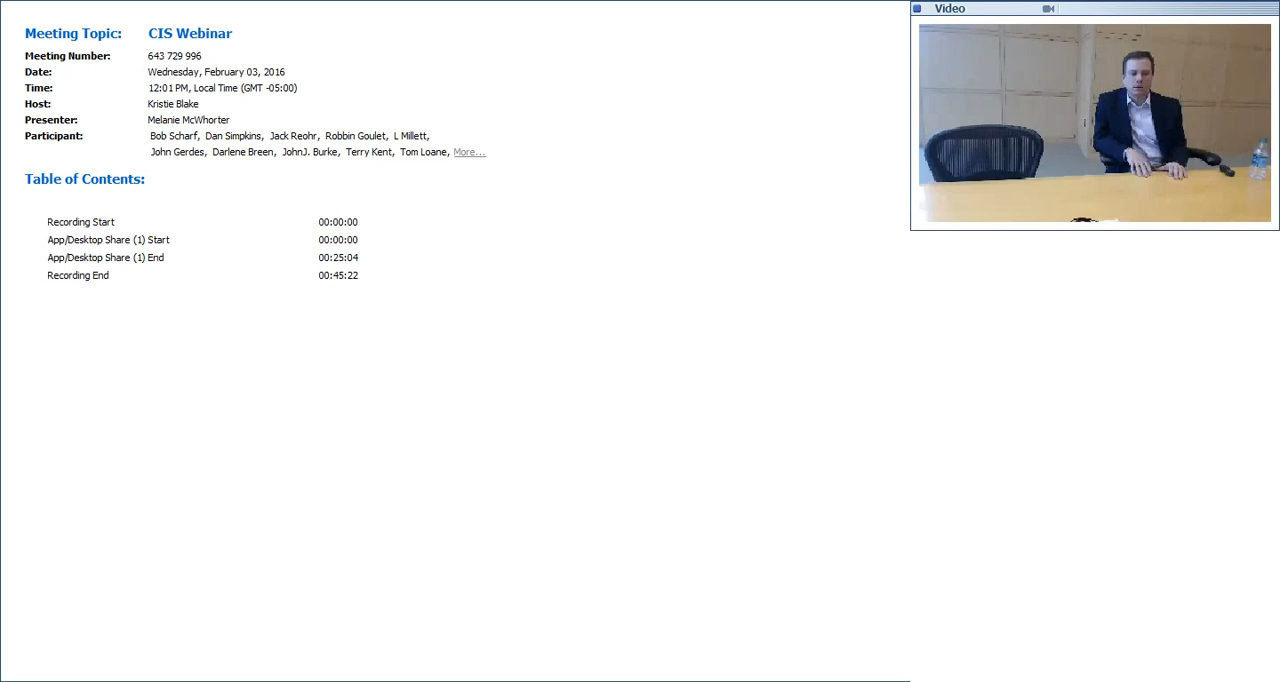 Meeting Topic: CIS Webinar
Meeting Number: 643 729 996
Date: Wednesday, February 03, 2016
Time: 12:01 PM, Local Time (GMT -05:00)
Host: Kristie Blake
Presenter: Melanie McWhorter
Participant: Bob Scharf, Dan Simpkins, Jack Reohr, Robbin Goulet, L Millett,
John Gerdes, Darlene Breen, JohnJ. Burke, Terry Kent, Tom Loane, More...
Table of Contents:
Recording Start 00:00:00
App/Desktop Share (1) Start 00:00:00
App/Desktop Share (1) End 00:25:04
Recording End 00:45:22
Video